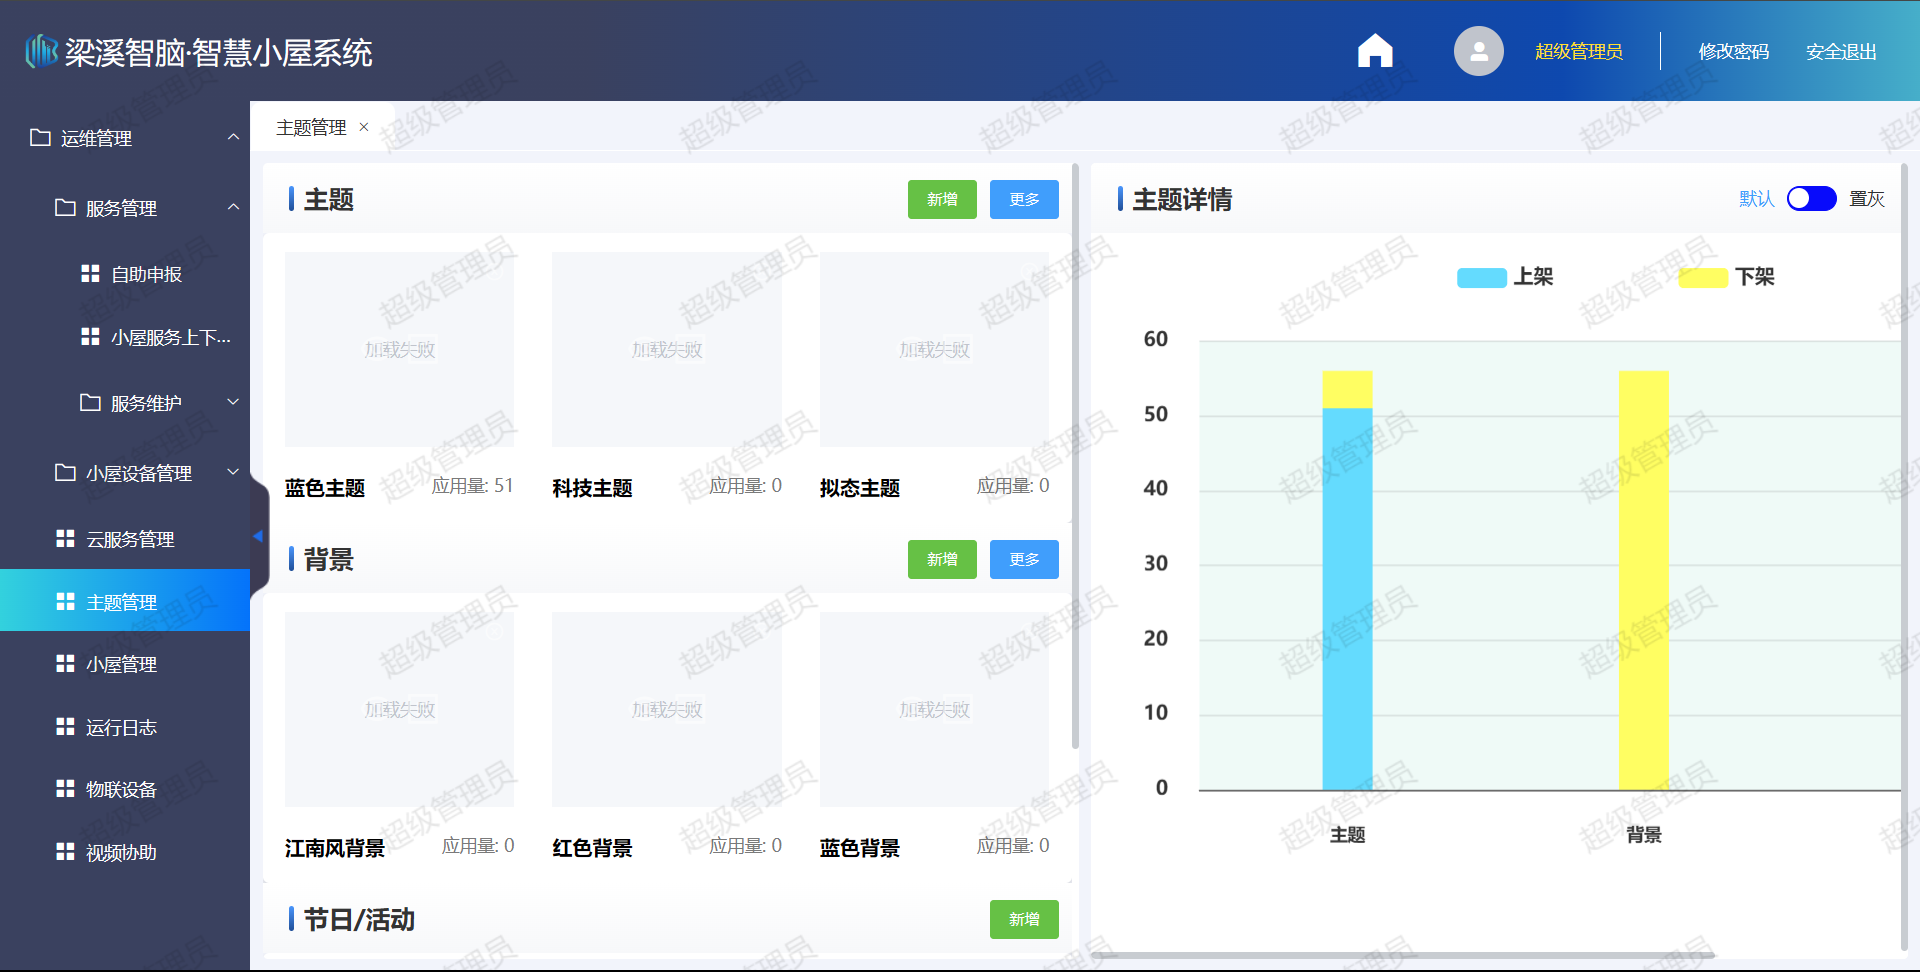 梁溪智脑·智慧小屋系统
超级管理员
修改密码
安全退出
运维管理
服务管理
自助申报
小屋服务上下...
服务维护
小屋设备管理
云服务管理
主题管理
小屋管理
运行日志
物联设备
视频协助
主题管理 ×
主题
新增
更多
加载失败
加载失败
加载失败
蓝色主题 应用量: 51
科技主题 应用量: 0
拟态主题 应用量: 0
背景
新增
更多
加载失败
加载失败
加载失败
江南风背景 应用量: 0
红色背景 应用量: 0
蓝色背景 应用量: 0
节日/活动
新增
主题详情
默认
置灰
上架
下架
60
50
40
30
20
10
0
主题
背景
超级管理员